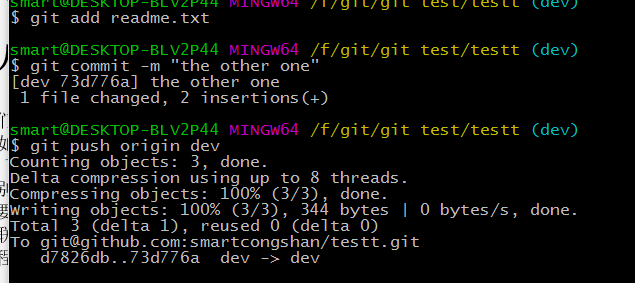 smart@DESKTOP-BLV2P44 MINGW64 /f/git/git test/testt (dev)
$ git add readme.txt
smart@DESKTOP-BLV2P44 MINGW64 /f/git/git test/testt (dev)
$ git commit -m "the other one"
[dev 73d776a] the other one
1 file changed, 2 insertions(+)
smart@DESKTOP-BLV2P44 MINGW64 /f/git/git test/testt (dev)
$ git push origin dev
Counting objects: 3, done.
Delta compression using up to 8 threads.
Compressing objects: 100% (3/3), done.
Writing objects: 100% (3/3), 344 bytes | 0 bytes/s, done.
Total 3 (delta 1), reused 0 (delta 0)
To git@github.com:smartcongshan/testt.git
d7826db..73d776a dev -> dev